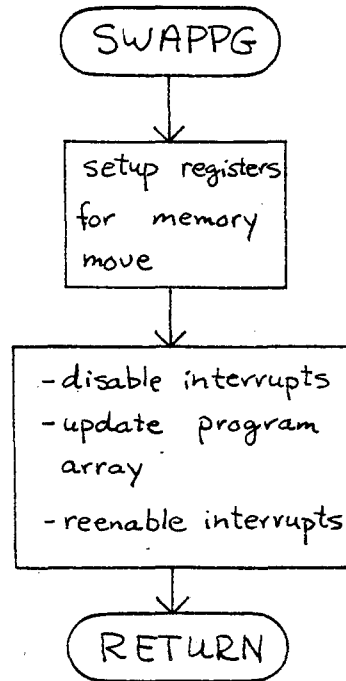 SWAPPG
setup registers
for memory
move
- disable interrupts
- update program
array
- reenable interrupts
RETURN